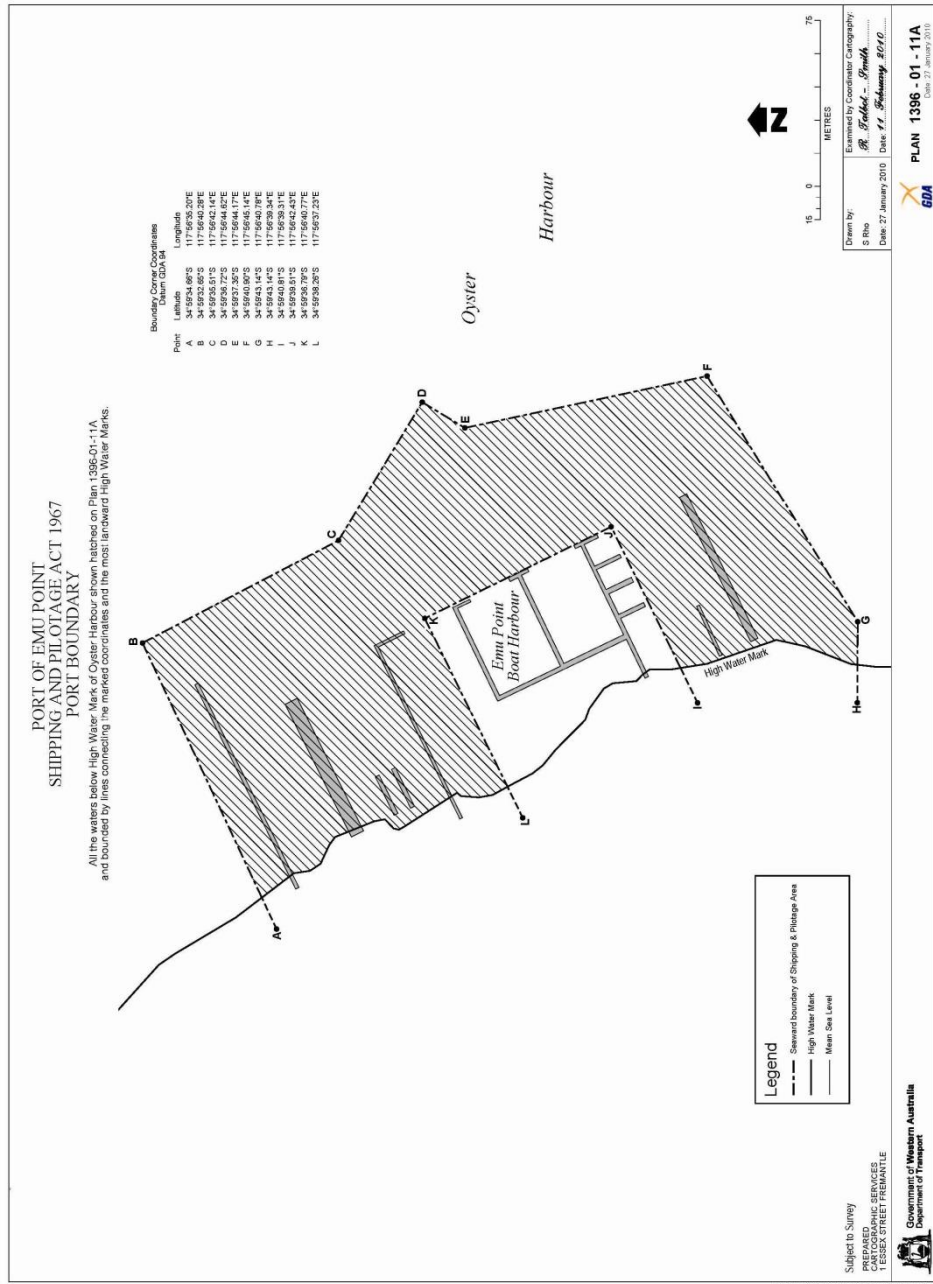 PORT OF EMU POINT
SHIPPING AND PILOTAGE ACT 1967
PORT BOUNDARY
All the waters below High Water Mark of Oyster Harbour shown hatched on Plan 1396-01-11A
and bounded by lines connecting the marked coordinates and the most landward High Water Marks.
Boundary Corner Coordinates
Datum GDA 94
Point Latitude Longitude
A 34°59'34.66"S 117°56'35.20"E
B 34°59'32.65"S 117°56'40.28"E
C 34°59'35.51"S 117°56'42.14"E
D 34°59'36.72"S 117°56'44.62"E
E 34°59'37.35"S 117°56'44.17"E
F 34°59'40.90"S 117°56'45.14"E
G 34°59'43.14"S 117°56'40.78"E
H 34°59'43.14"S 117°56'39.34"E
I 34°59'40.81"S 117°56'39.31"E
J 34°59'39.51"S 117°56'42.43"E
K 34°59'36.79"S 117°56'40.77"E
L 34°59'38.26"S 117°56'37.23"E
B
C
D
E
A
K
Emu Point
Boat Harbour
J
F
L
I
High Water Mark
G
H
Oyster
Harbour
N
15 0 75
METRES
Legend
Seaward boundary of Shipping & Pilotage Area
High Water Mark
Mean Sea Level
Subject to Survey
PREPARED
CARTOGRAPHIC SERVICES
1 ESSEX STREET FREMANTLE
Government of Western Australia
Department of Transport
Drawn by:
S Rho
Date: 27 January 2010
Examined by Coordinator Cartography:
R. Talbot - Smith
Date: 11 February 2010
GDA
PLAN 1396 - 01 - 11A
Date: 27 January 2010